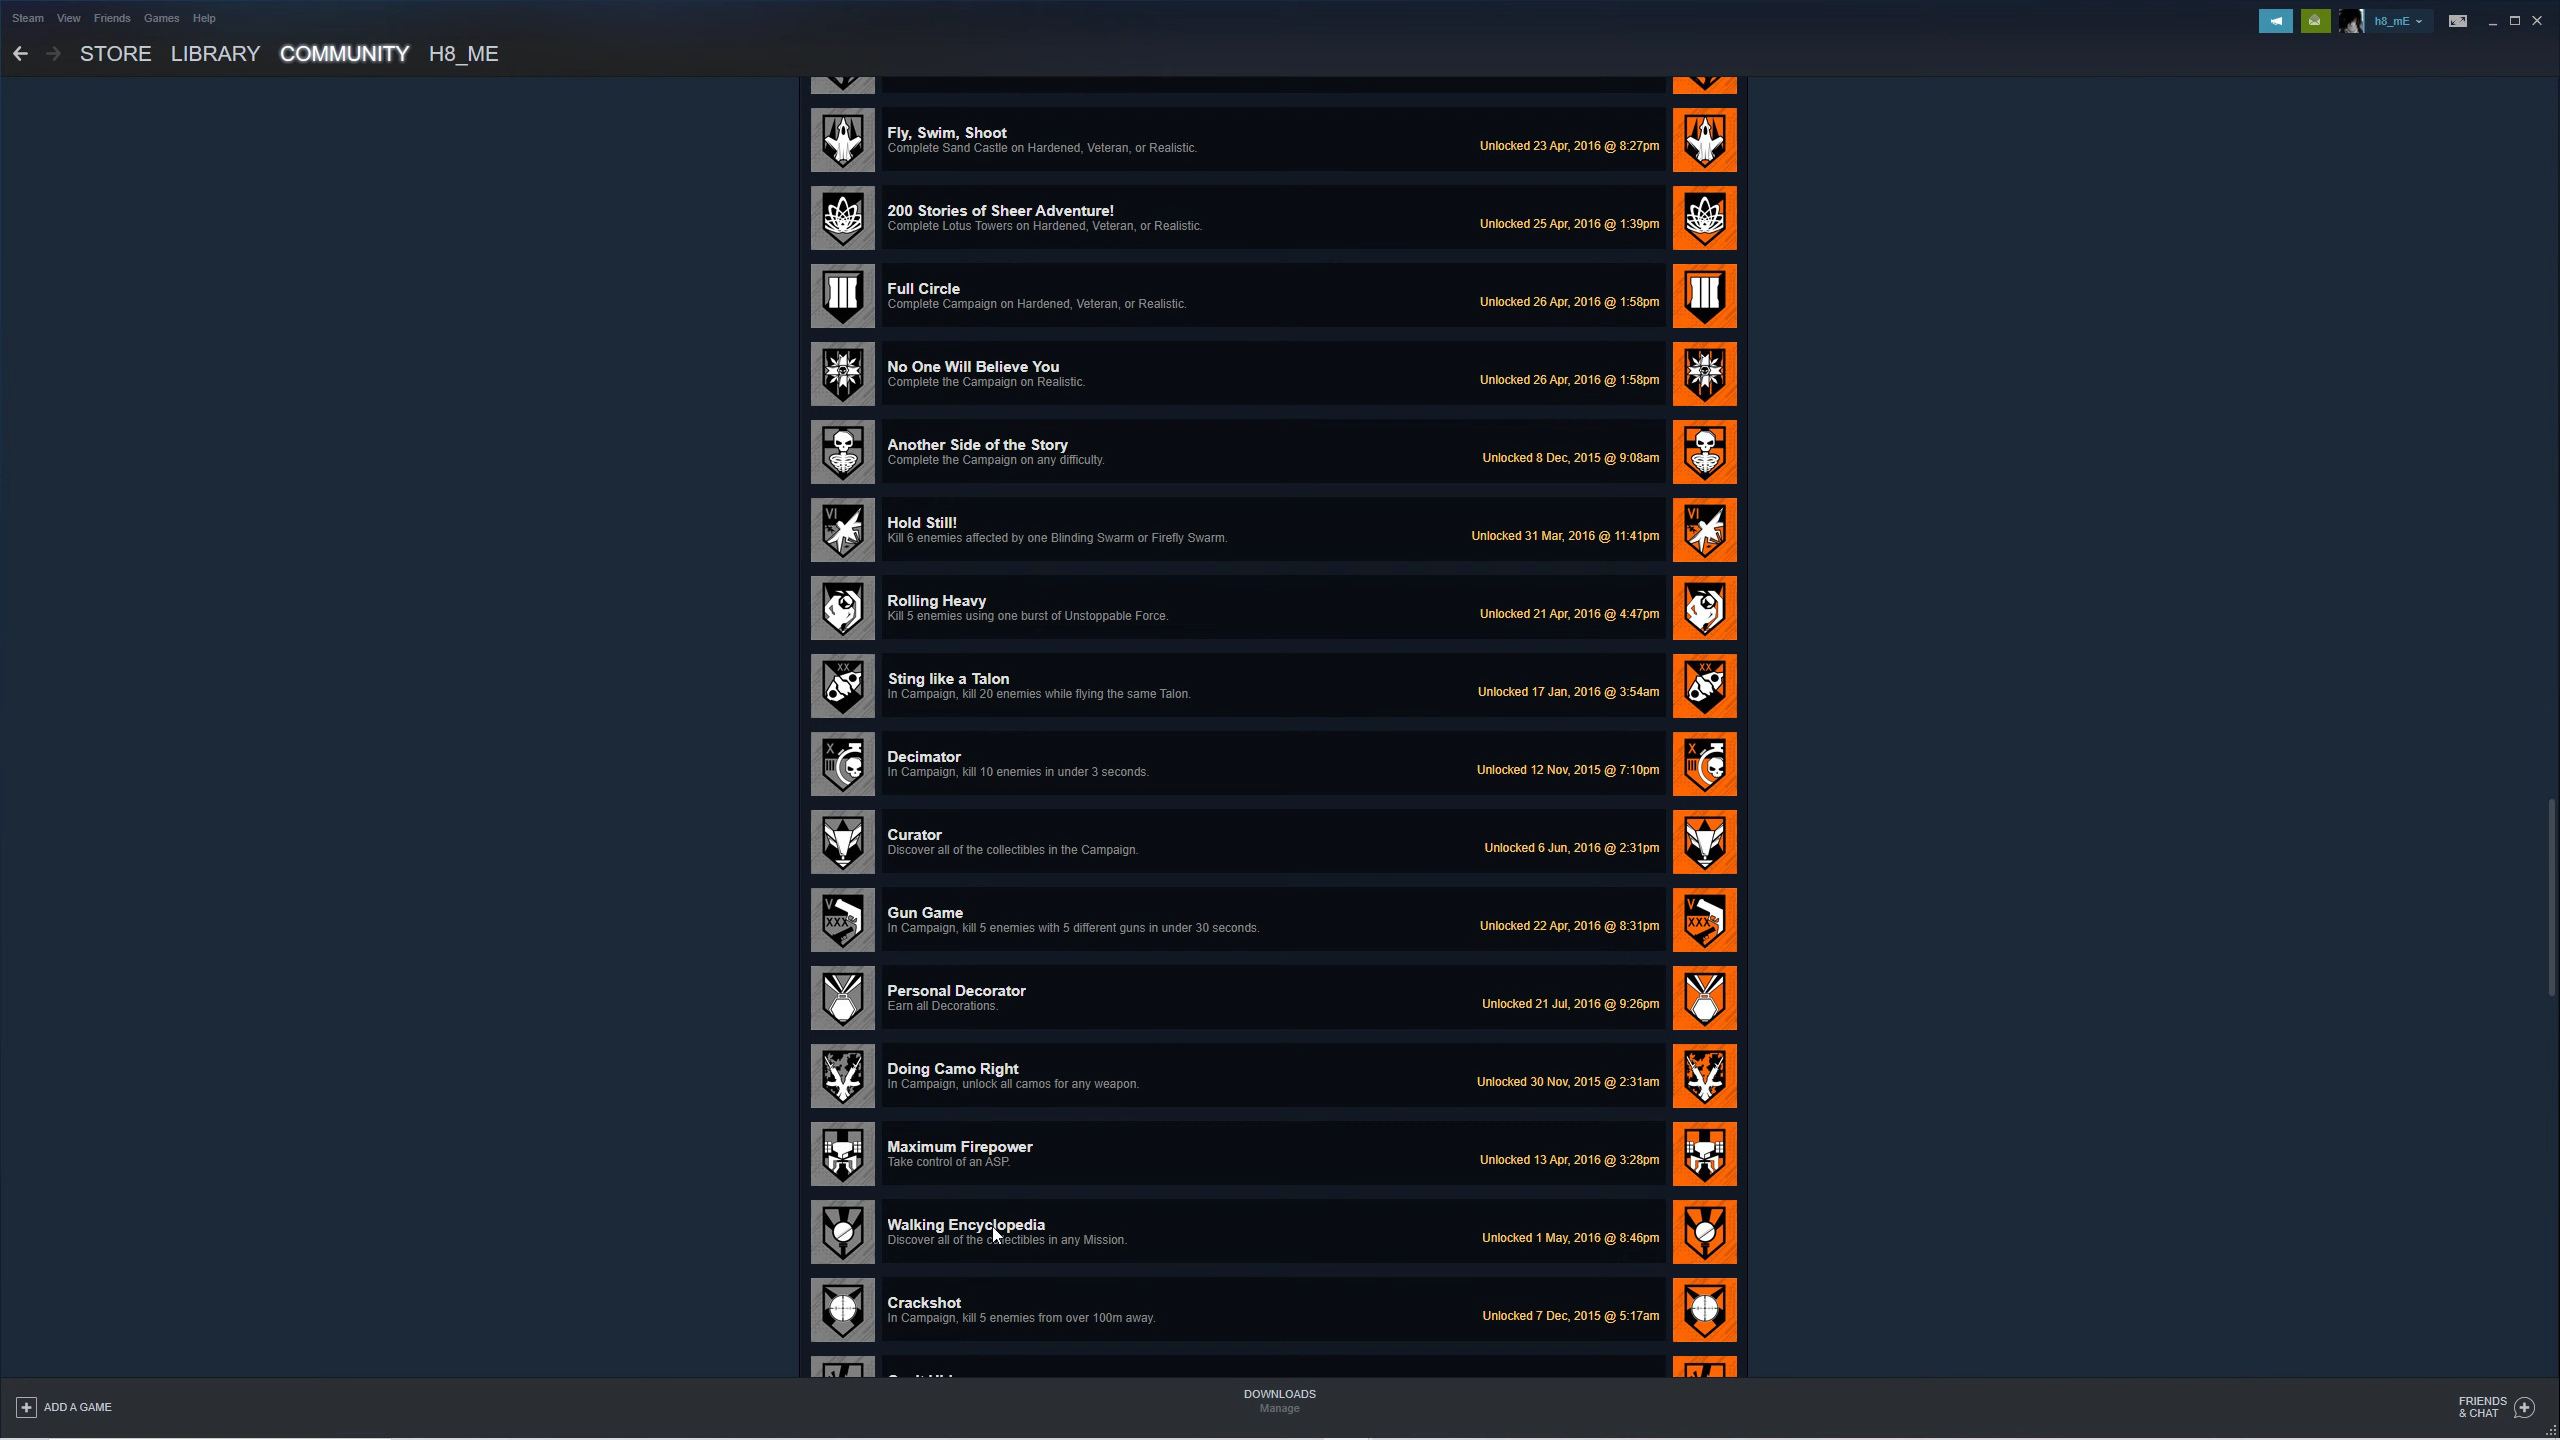 Steam View Friends Games Help
h8_mE
STORE LIBRARY COMMUNITY H8_ME
Fly, Swim, Shoot
Complete Sand Castle on Hardened, Veteran, or Realistic.
Unlocked 23 Apr, 2016 @ 8:27pm
200 Stories of Sheer Adventure!
Complete Lotus Towers on Hardened, Veteran, or Realistic.
Unlocked 25 Apr, 2016 @ 1:39pm
Full Circle
Complete Campaign on Hardened, Veteran, or Realistic.
Unlocked 26 Apr, 2016 @ 1:58pm
No One Will Believe You
Complete the Campaign on Realistic.
Unlocked 26 Apr, 2016 @ 1:58pm
Another Side of the Story
Complete the Campaign on any difficulty.
Unlocked 8 Dec, 2015 @ 9:08am
VI
Hold Still!
Kill 6 enemies affected by one Blinding Swarm or Firefly Swarm.
Unlocked 31 Mar, 2016 @ 11:41pm
VI
Rolling Heavy
Kill 5 enemies using one burst of Unstoppable Force.
Unlocked 21 Apr, 2016 @ 4:47pm
XX
Sting like a Talon
In Campaign, kill 20 enemies while flying the same Talon.
Unlocked 17 Jan, 2016 @ 3:54am
XX
X
III
Decimator
In Campaign, kill 10 enemies in under 3 seconds.
Unlocked 12 Nov, 2015 @ 7:10pm
X
III
Curator
Discover all of the collectibles in the Campaign.
Unlocked 6 Jun, 2016 @ 2:31pm
V
XXX
Gun Game
In Campaign, kill 5 enemies with 5 different guns in under 30 seconds.
Unlocked 22 Apr, 2016 @ 8:31pm
V
XXX
Personal Decorator
Earn all Decorations.
Unlocked 21 Jul, 2016 @ 9:26pm
Doing Camo Right
In Campaign, unlock all camos for any weapon.
Unlocked 30 Nov, 2015 @ 2:31am
Maximum Firepower
Take control of an ASP.
Unlocked 13 Apr, 2016 @ 3:28pm
Walking Encyclopedia
Discover all of the collectibles in any Mission.
Unlocked 1 May, 2016 @ 8:46pm
Crackshot
In Campaign, kill 5 enemies from over 100m away.
Unlocked 7 Dec, 2015 @ 5:17am
ADD A GAME
DOWNLOADS
Manage
FRIENDS
& CHAT